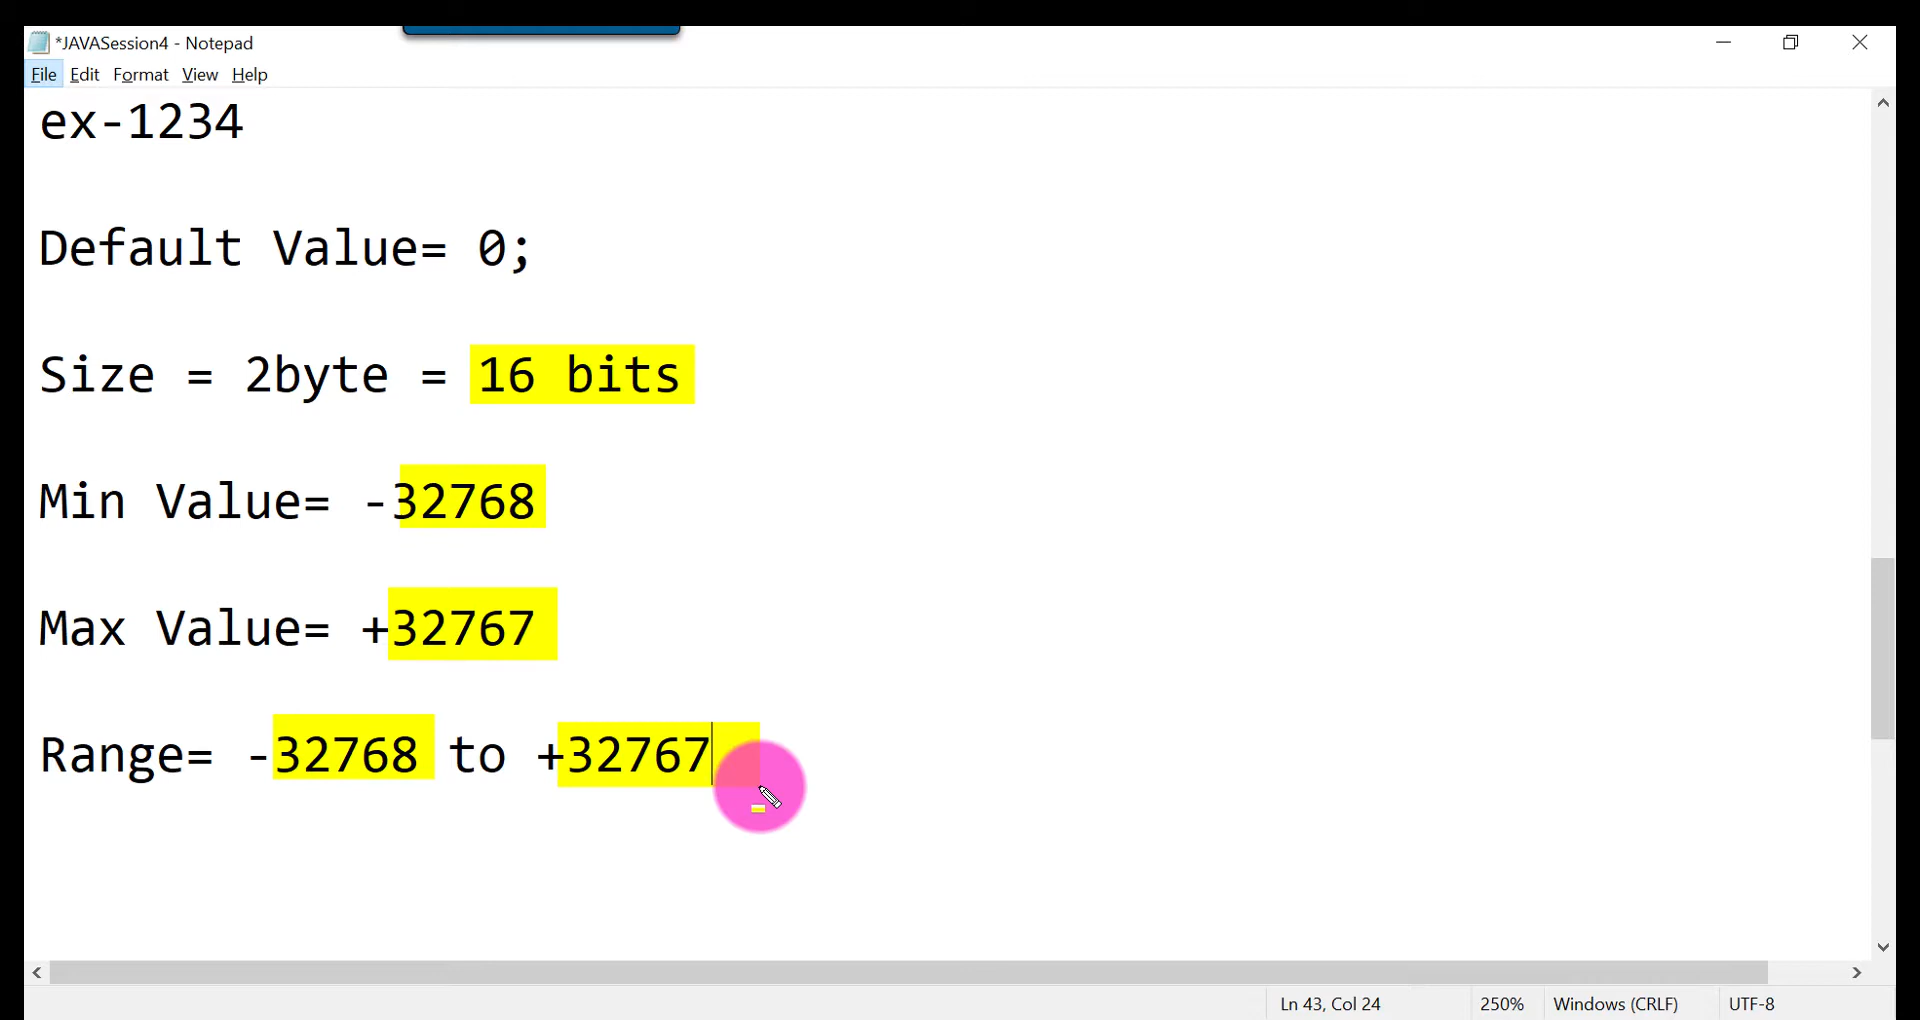 *JAVASession4 - Notepad
File Edit Format View Help
ex-1234
Default Value= 0;
Size = 2byte = 16 bits
Min Value= -32768
Max Value= +32767
Range= -32768 to +32767
Ln 43, Col 24 250% Windows (CRLF) UTF-8